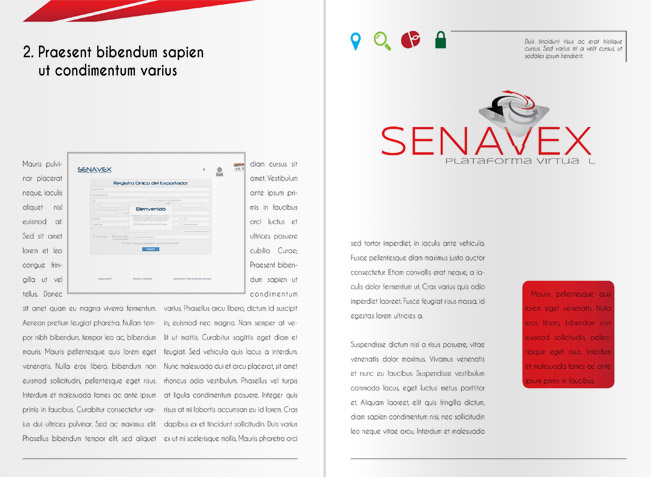 2. Praesent bibendum sapien
ut condimentum varius
Mauris pulvi-
nar placerat
neque, iaculis
aliquet nisl
euismod at.
Sed sit amet
lorem et leo
congue frin-
gilla ut vel
tellus. Donec
SENAVEX
Registro Único del Exportador
Bienvenido
diam cursus sit
amet. Vestibulum
ante ipsum pri-
mis in faucibus
orci luctus et
ultrices posuere
cubilia Curae;
Praesent biben-
dum sapien ut
condimentum
sit amet quam eu magna viverra fermentum.
Aenean pretium feugiat pharetra. Nullam tem-
por nibh bibendum, tempor leo ac, bibendum
mauris. Mauris pellentesque quis lorem eget
venenatis. Nulla eros libero, bibendum non
euismod sollicitudin, pellentesque eget risus.
Interdum et malesuada fames ac ante ipsum
primis in faucibus. Curabitur consectetur var-
ius dui ultrices pulvinar. Sed ac maximus elit.
Phasellus bibendum tempor elit, sed aliquet
varius. Phasellus arcu libero, dictum id suscipit
in, euismod nec magna. Nam semper at ve-
lit ut mattis. Curabitur sagittis eget diam et
feugiat. Sed vehicula quis lacus a interdum.
Nunc malesuada dui et arcu placerat, sit amet
rhoncus odio vestibulum. Phasellus vel turpis
at ligula condimentum posuere. Integer quis
risus at mi lobortis accumsan eu id lorem. Cras
dapibus ex et tincidunt sollicitudin. Duis varius
ex ut mi scelerisque mollis. Mauris pharetra orci
Duis tincidunt risus ac erat tristique
cursus. Sed varius mi a velit cursus, ut
sodales ipsum hendrerit.
SENAVEX
PLATAFORMA VIRTUAL
sed tortor imperdiet, in iaculis ante vehicula.
Fusce pellentesque diam maximus justo auctor
consectetur. Etiam convallis erat neque, a ia-
culis dolor fermentum ut. Cras varius quis odio
imperdiet laoreet. Fusce feugiat risus massa, id
egestas lorem ultricies a.
Suspendisse dictum nisi a risus posuere, vitae
venenatis dolor maximus. Vivamus venenatis
et nunc eu faucibus. Suspendisse vestibulum
commodo lacus, eget luctus metus porttitor
et. Aliquam laoreet, elit quis fringilla dictum,
diam sapien condimentum nisi, nec sollicitudin
leo neque vitae arcu. Interdum et malesuada
Mauris pellentesque quis
lorem eget venenatis. Nulla
eros libero, bibendum non
euismod sollicitudin, pellen-
tesque eget risus. Interdum
et malesuada fames ac ante
ipsum primis in faucibus.